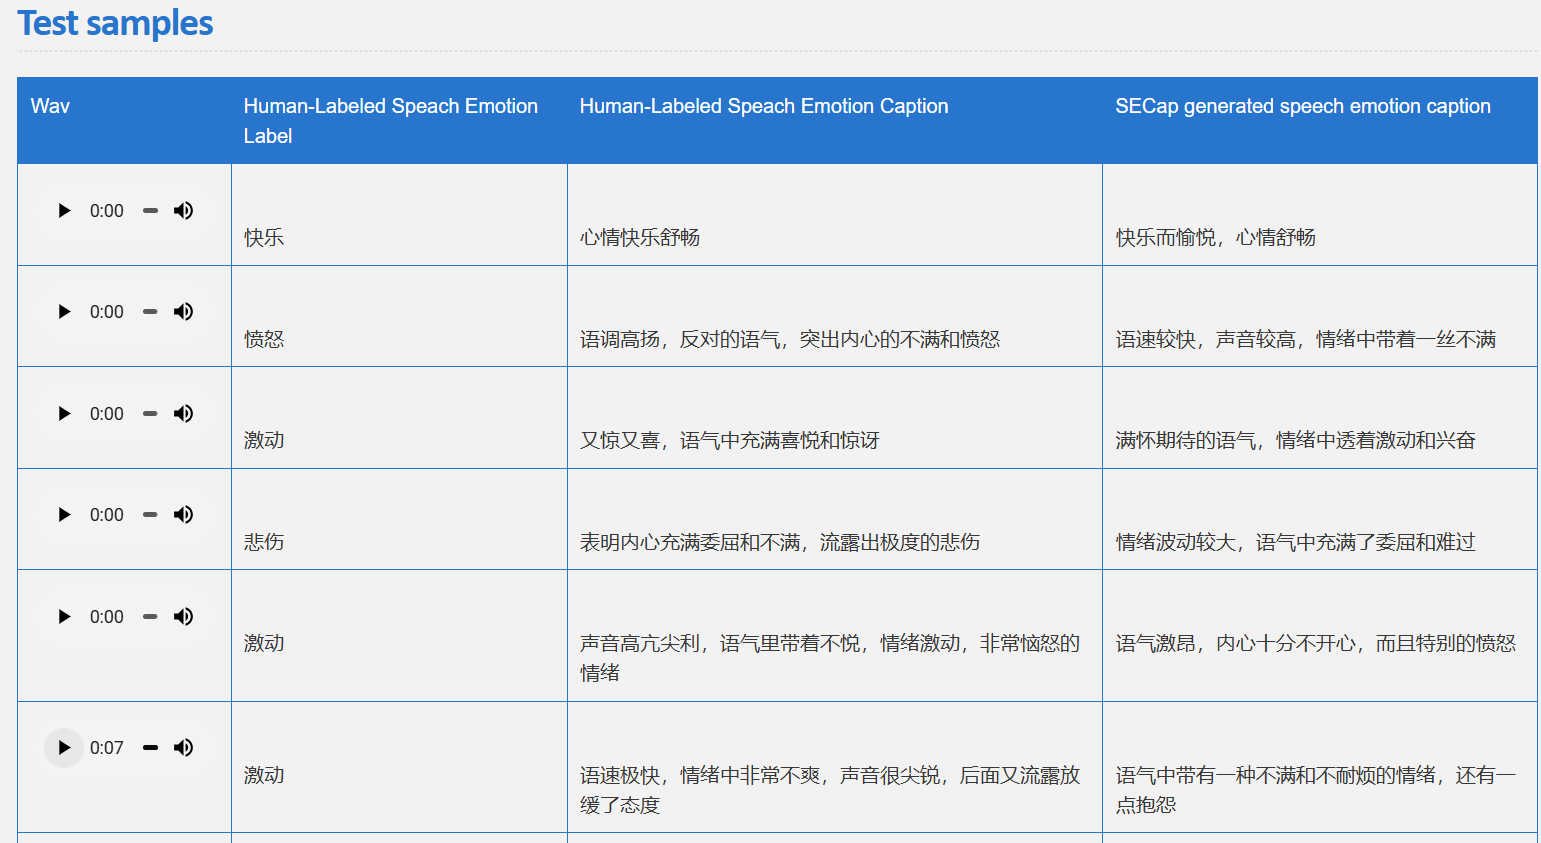 Test samples
Wav
Human-Labeled Speach Emotion
Label
Human-Labeled Speach Emotion Caption
SECap generated speech emotion caption
0:00
快乐
心情快乐舒畅
快乐而愉悦，心情舒畅
0:00
愤怒
语调高扬，反对的语气，突出内心的不满和愤怒
语速较快，声音较高，情绪中带着一丝不满
0:00
激动
又惊又喜，语气中充满喜悦和惊讶
满怀期待的语气，情绪中透着激动和兴奋
0:00
悲伤
表明内心充满委屈和不满，流露出极度的悲伤
情绪波动较大，语气中充满了委屈和难过
0:00
激动
声音高亢尖利，语气里带着不悦，情绪激动，非常恼怒的
情绪
语气激昂，内心十分不开心，而且特别的愤怒
0:07
激动
语速极快，情绪中非常不爽，声音很尖锐，后面又流露放
缓了态度
语气中带有一种不满和不耐烦的情绪，还有一
点抱怨